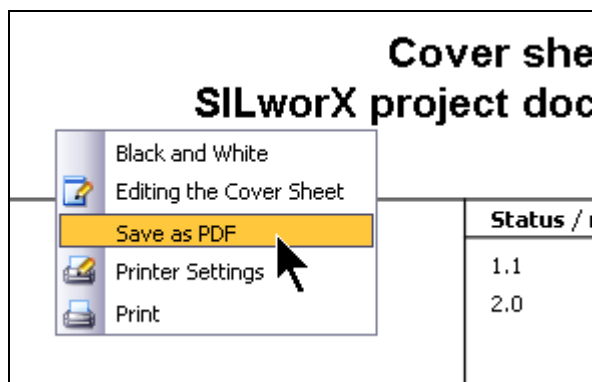 Cover she
SILworX project doc
Black and White
Editing the Cover Sheet
Save as PDF
Printer Settings
Print
Status /
1.1
2.0